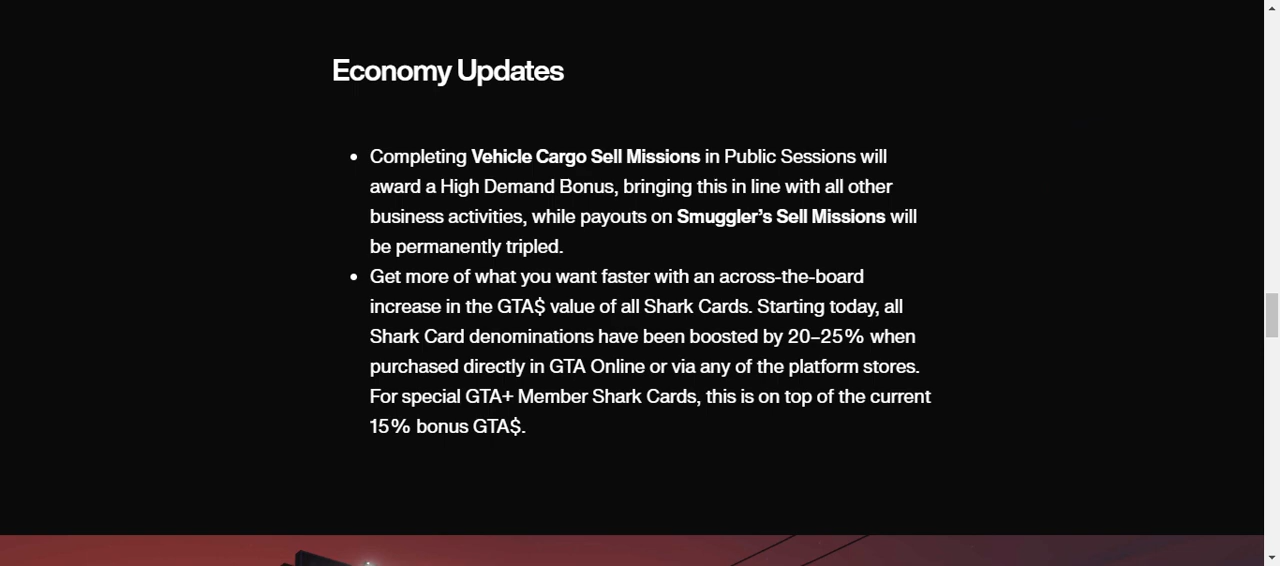 Economy Updates
• Completing Vehicle Cargo Sell Missions in Public Sessions will
award a High Demand Bonus, bringing this in line with all other
business activities, while payouts on Smuggler’s Sell Missions will
be permanently tripled.
• Get more of what you want faster with an across-the-board
increase in the GTA$ value of all Shark Cards. Starting today, all
Shark Card denominations have been boosted by 20–25% when
purchased directly in GTA Online or via any of the platform stores.
For special GTA+ Member Shark Cards, this is on top of the current
15% bonus GTA$.